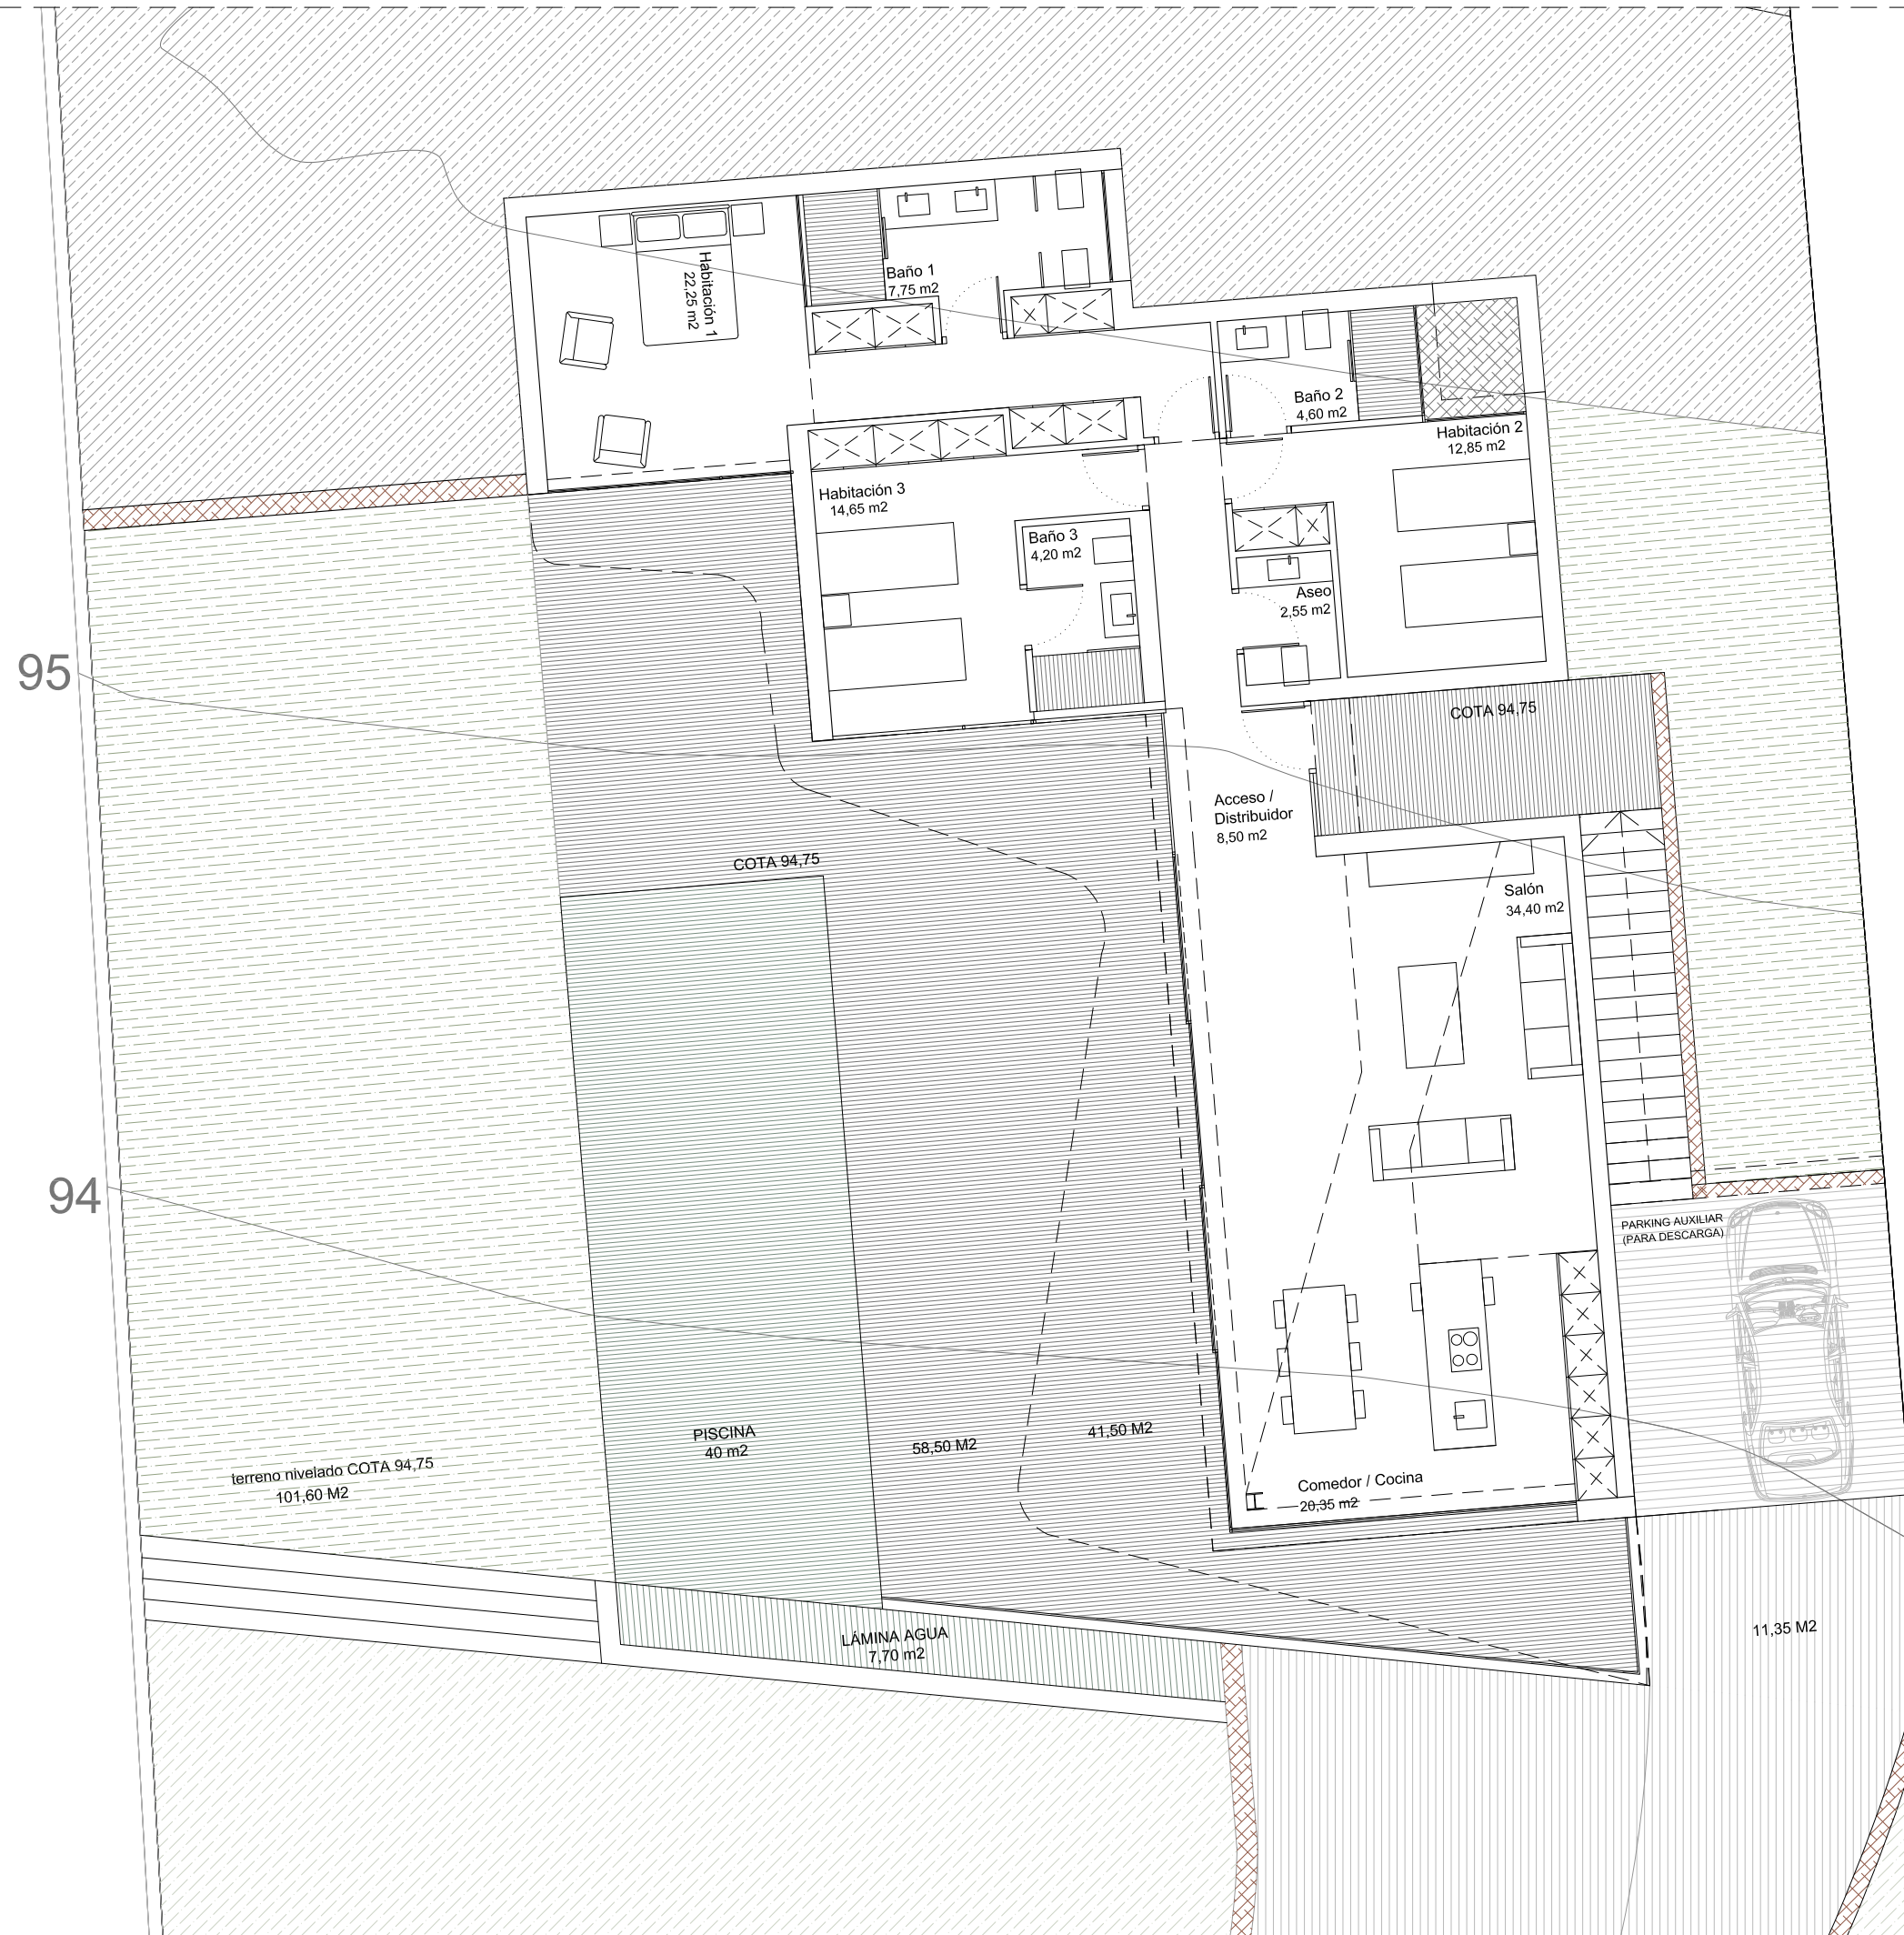 Habitación 1
22,25 m2
Baño 1
7,75 m2
Baño 2
4,60 m2
Habitación 2
12,85 m2
Habitación 3
14,65 m2
Baño 3
4,20 m2
Aseo
2,55 m2
95
COTA 94,75
Acceso /
Distribuidor
8,50 m2
COTA 94,75
Salón
34,40 m2
94
PARKING AUXILIAR
(PARA DESCARGA)
PISCINA
40 m2
58,50 M2
41,50 M2
terreno nivelado COTA 94,75
101,60 M2
Comedor / Cocina
20,35 m2
LÁMINA AGUA
7,70 m2
11,35 M2